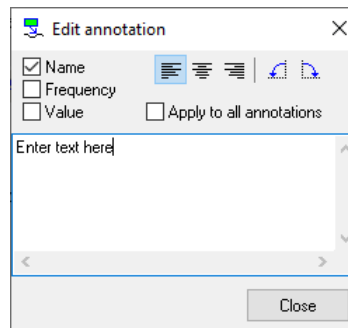 Edit annotation
Name
Frequency
Value
Apply to all annotations
Enter text here
Close